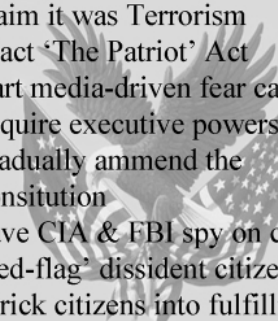 aim it was Terrorism
act ‘The Patriot’ Act
art media-driven fear ca
quire executive powers
adually ammend the
nsitution
ave CIA & FBI spy on c
ed-flag’ dissident citize
rick citizens into fulfill